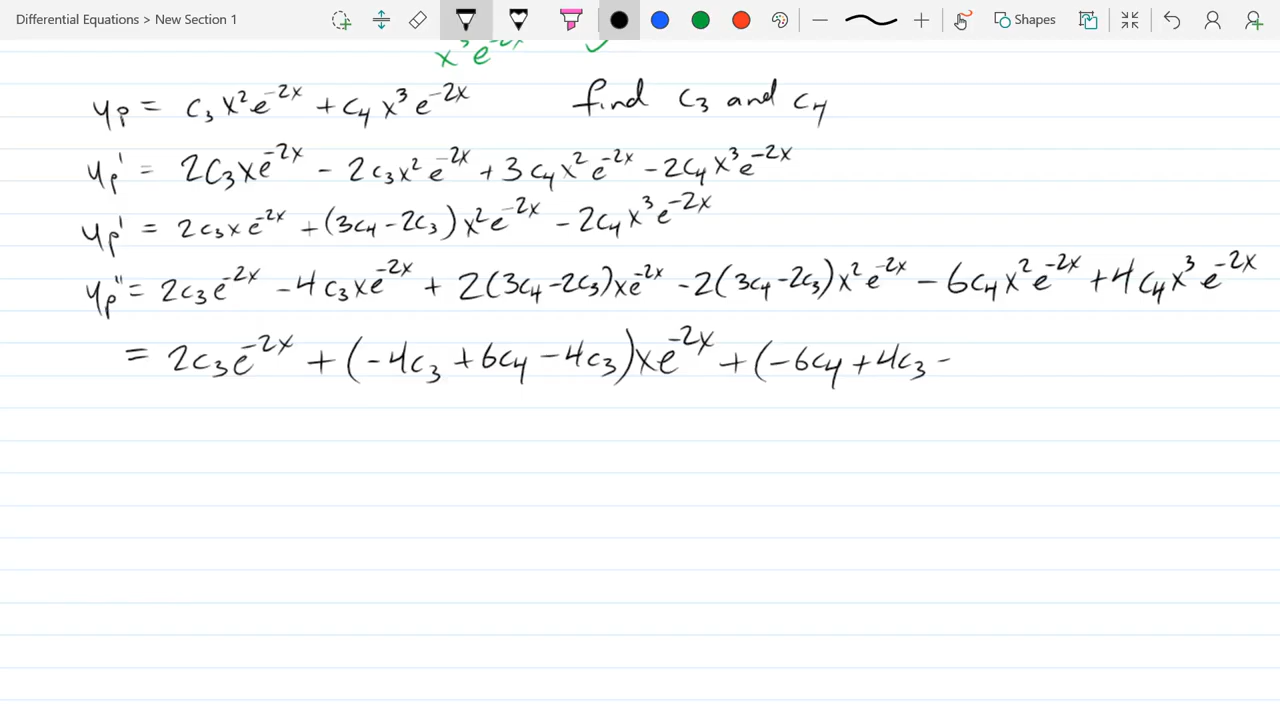 Differential Equations > New Section 1
Shapes
x³e⁻²ˣ
yp = c₃x²e⁻²ˣ + c₄x³e⁻²ˣ find c₃ and c₄
yp' = 2c₃xe⁻²ˣ - 2c₃x²e⁻²ˣ + 3c₄x²e⁻²ˣ - 2c₄x³e⁻²ˣ
yp' = 2c₃xe⁻²ˣ + (3c₄ - 2c₃)x²e⁻²ˣ - 2c₄x³e⁻²ˣ
yp'' = 2c₃e⁻²ˣ - 4c₃xe⁻²ˣ + 2(3c₄ - 2c₃)xe⁻²ˣ - 2(3c₄ - 2c₃)x²e⁻²ˣ - 6c₄x²e⁻²ˣ + 4c₄x³e⁻²ˣ
= 2c₃e⁻²ˣ + (-4c₃ + 6c₄ - 4c₃)xe⁻²ˣ + (-6c₄ + 4c₃ -